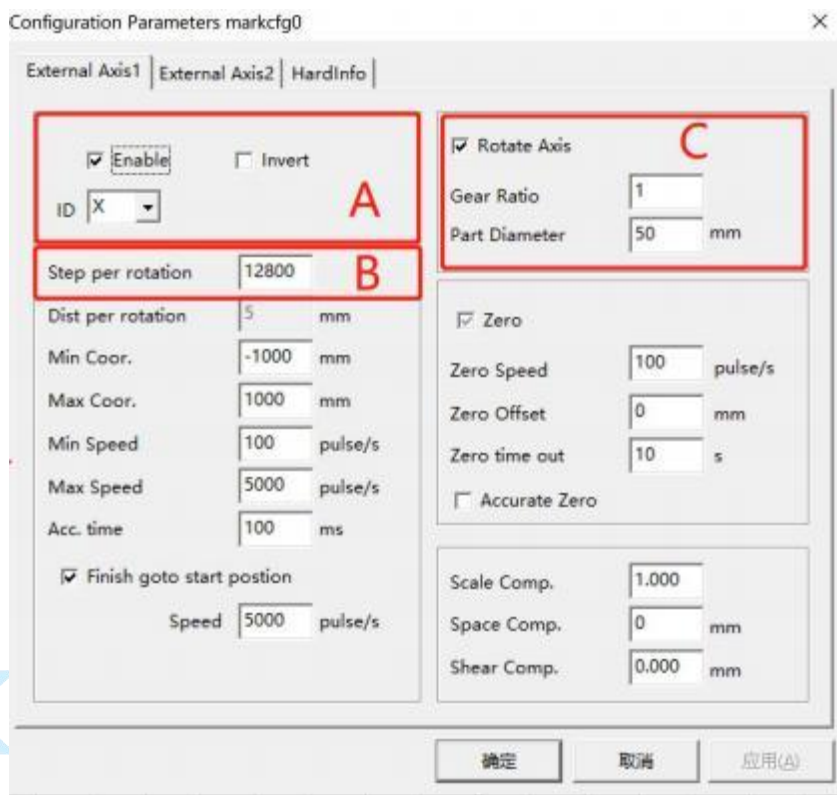 Configuration Parameters markcfg0
External Axis1 External Axis2 HardInfo
Enable Invert
ID X
A
Step per rotation 12800
B
Dist per rotation 5 mm
Min Coor. -1000 mm
Max Coor. 1000 mm
Min Speed 100 pulse/s
Max Speed 5000 pulse/s
Acc. time 100 ms
Finish goto start postion
Speed 5000 pulse/s
Rotate Axis
C
Gear Ratio 1
Part Diameter 50 mm
Zero
Zero Speed 100 pulse/s
Zero Offset 0 mm
Zero time out 10 s
Accurate Zero
Scale Comp. 1.000
Space Comp. 0 mm
Shear Comp. 0.000 mm
确定 取消 应用(A)